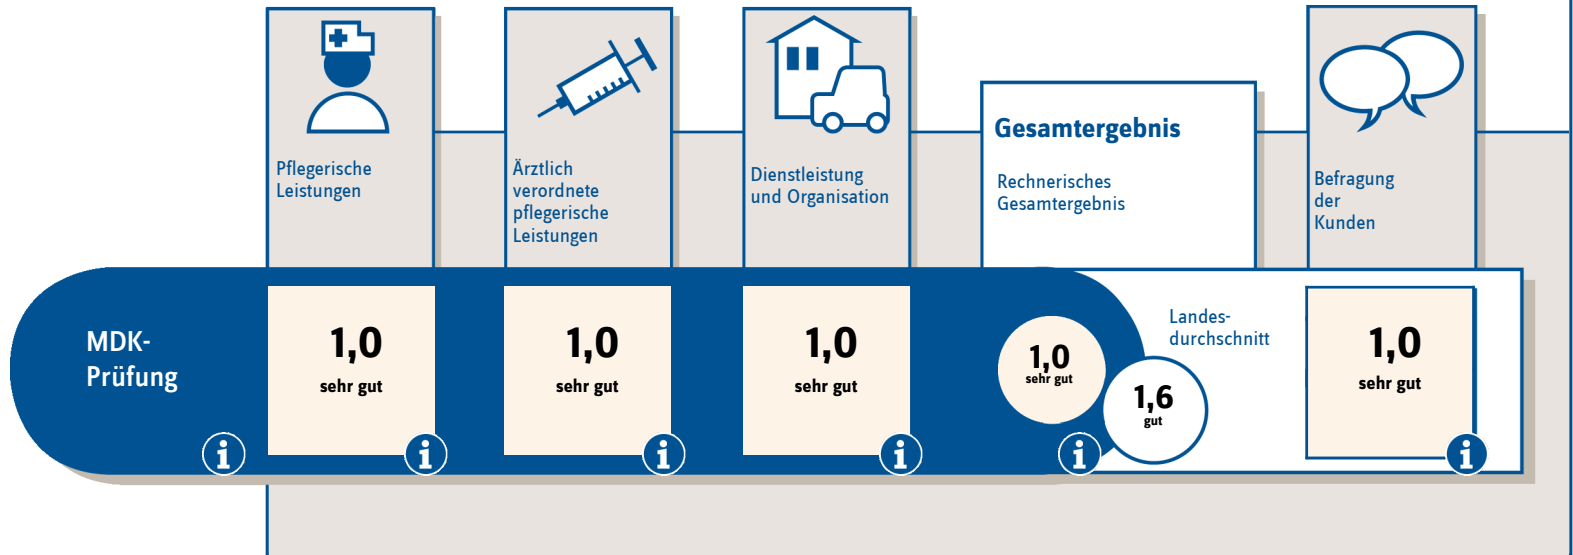 Pflegerische
Leistungen
Ärztlich
verordnete
pflegerische
Leistungen
Dienstleistung
und Organisation
Gesamtergebnis
Rechnerisches
Gesamtergebnis
Befragung
der
Kunden
MDK-
Prüfung
1,0
sehr gut
1,0
sehr gut
1,0
sehr gut
1,0
sehr gut
Landes-
durchschnitt
1,6
gut
1,0
sehr gut
i
i
i
i
i
i